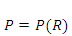 P = P(R)